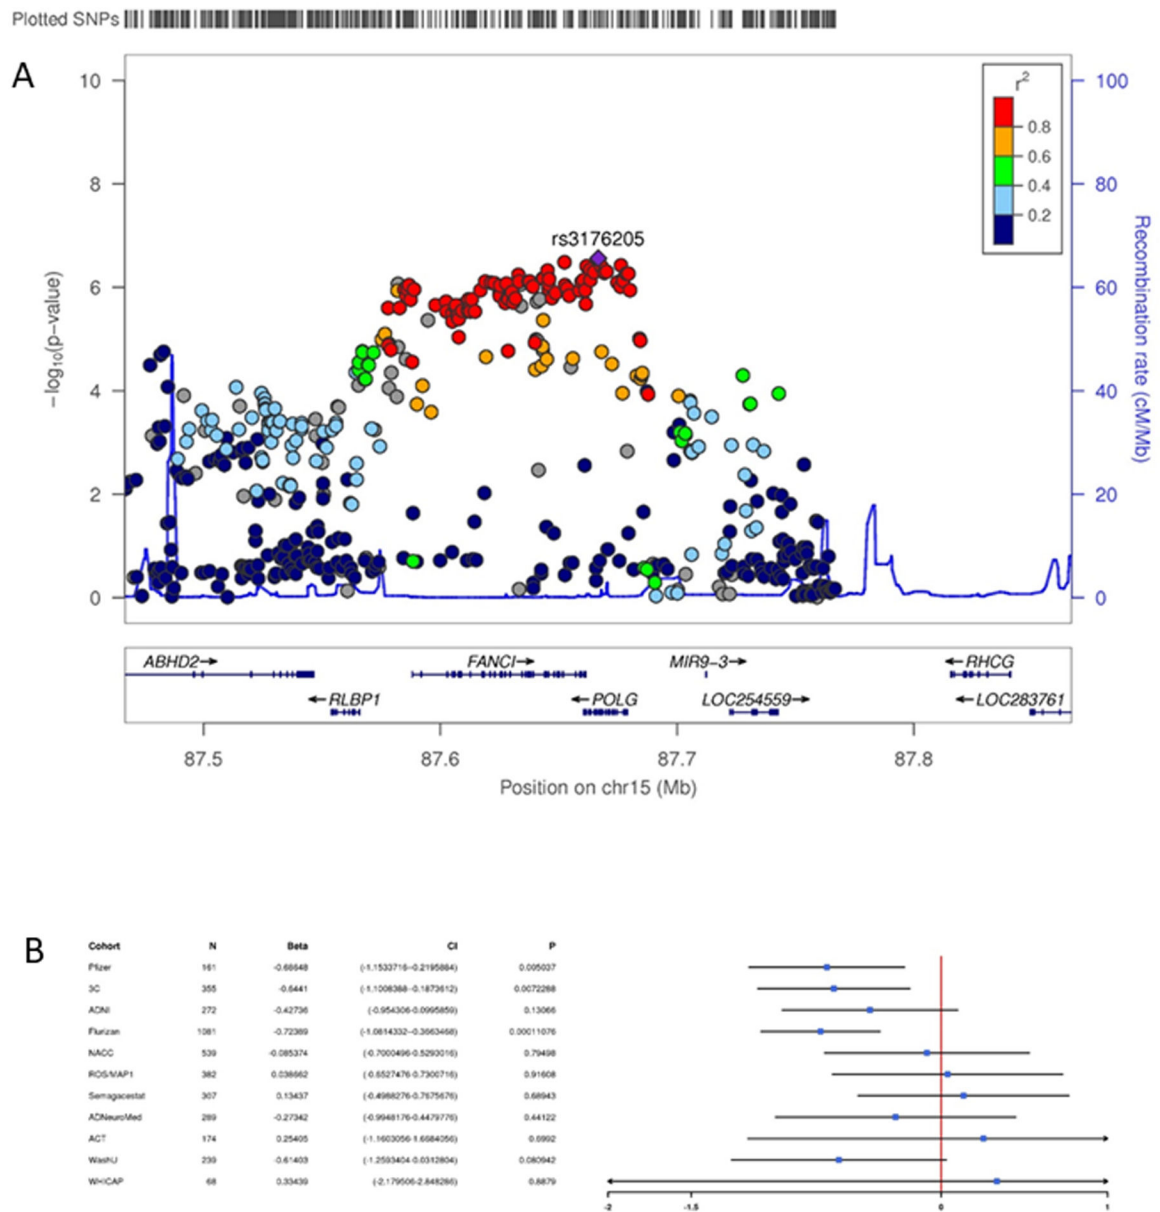 Plotted SNPs
A
10
8
6
4
2
0
−log10(p−value)
rs3176205
r2
0.8
0.6
0.4
0.2
100
80
60
40
20
0
Recombination rate (cM/Mb)
ABHD2→ FANCI→ MIR9−3→ ←RHCG
←RLBP1 ←POLG LOC254559→ ←LOC283761
87.5 87.6 87.7 87.8
Position on chr15 (Mb)
B
Cohort N Beta CI P
Pfizer 161 -0.68648 (-1.1533716--0.2195884) 0.005037
3C 355 -0.6441 (-1.1008388--0.1873612) 0.0072288
ADNI 272 -0.42736 (-0.954306-0.0995859) 0.13066
Flurizan 1081 -0.72389 (-1.0814332--0.3663468) 0.00011076
NACC 539 -0.085374 (-0.7000496-0.5293016) 0.79498
ROS/MAP1 382 0.038662 (-0.6527476-0.7300716) 0.91608
Semagacestat 307 0.13437 (-0.4988276-0.7675676) 0.68943
ADNeuroMed 289 -0.27342 (-0.9948176-0.4479776) 0.44122
ACT 174 0.25405 (-1.1603056-1.6684056) 0.6992
WashU 239 -0.61403 (-1.2593404-0.0312804) 0.080942
WHICAP 68 0.33439 (-2.179506-2.848286) 0.8879
-2 -1.5 0 1